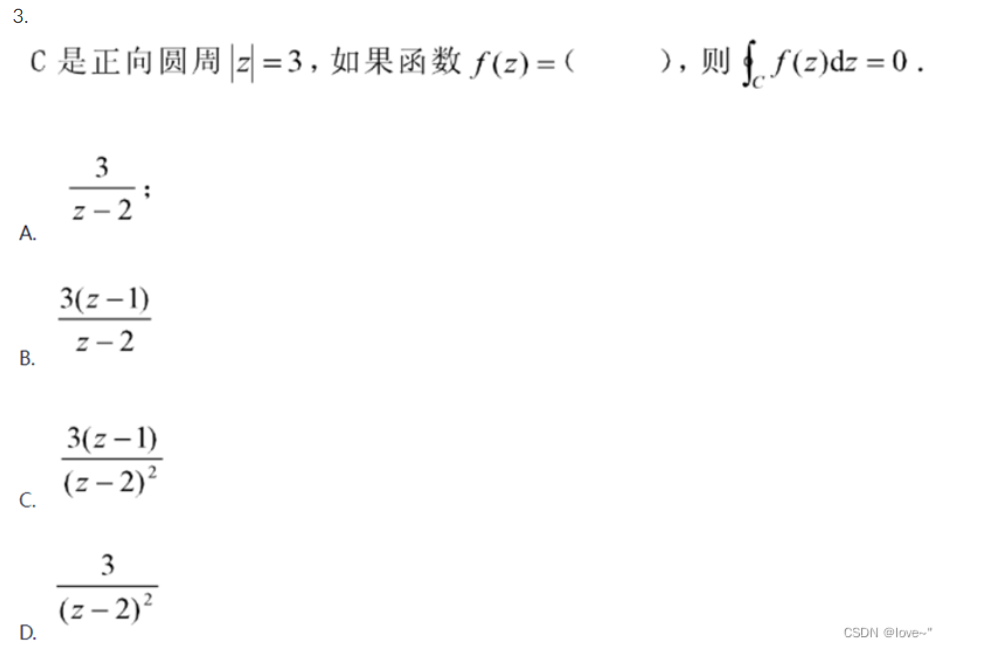 3.
C 是正向圆周 |z| = 3，如果函数 f(z) = (      )，则 ∮_C f(z)dz = 0 .
A. 3/(z − 2) ;
B. 3(z − 1)/(z − 2)
C. 3(z − 1)/(z − 2)²
D. 3/(z − 2)²
CSDN @love~"